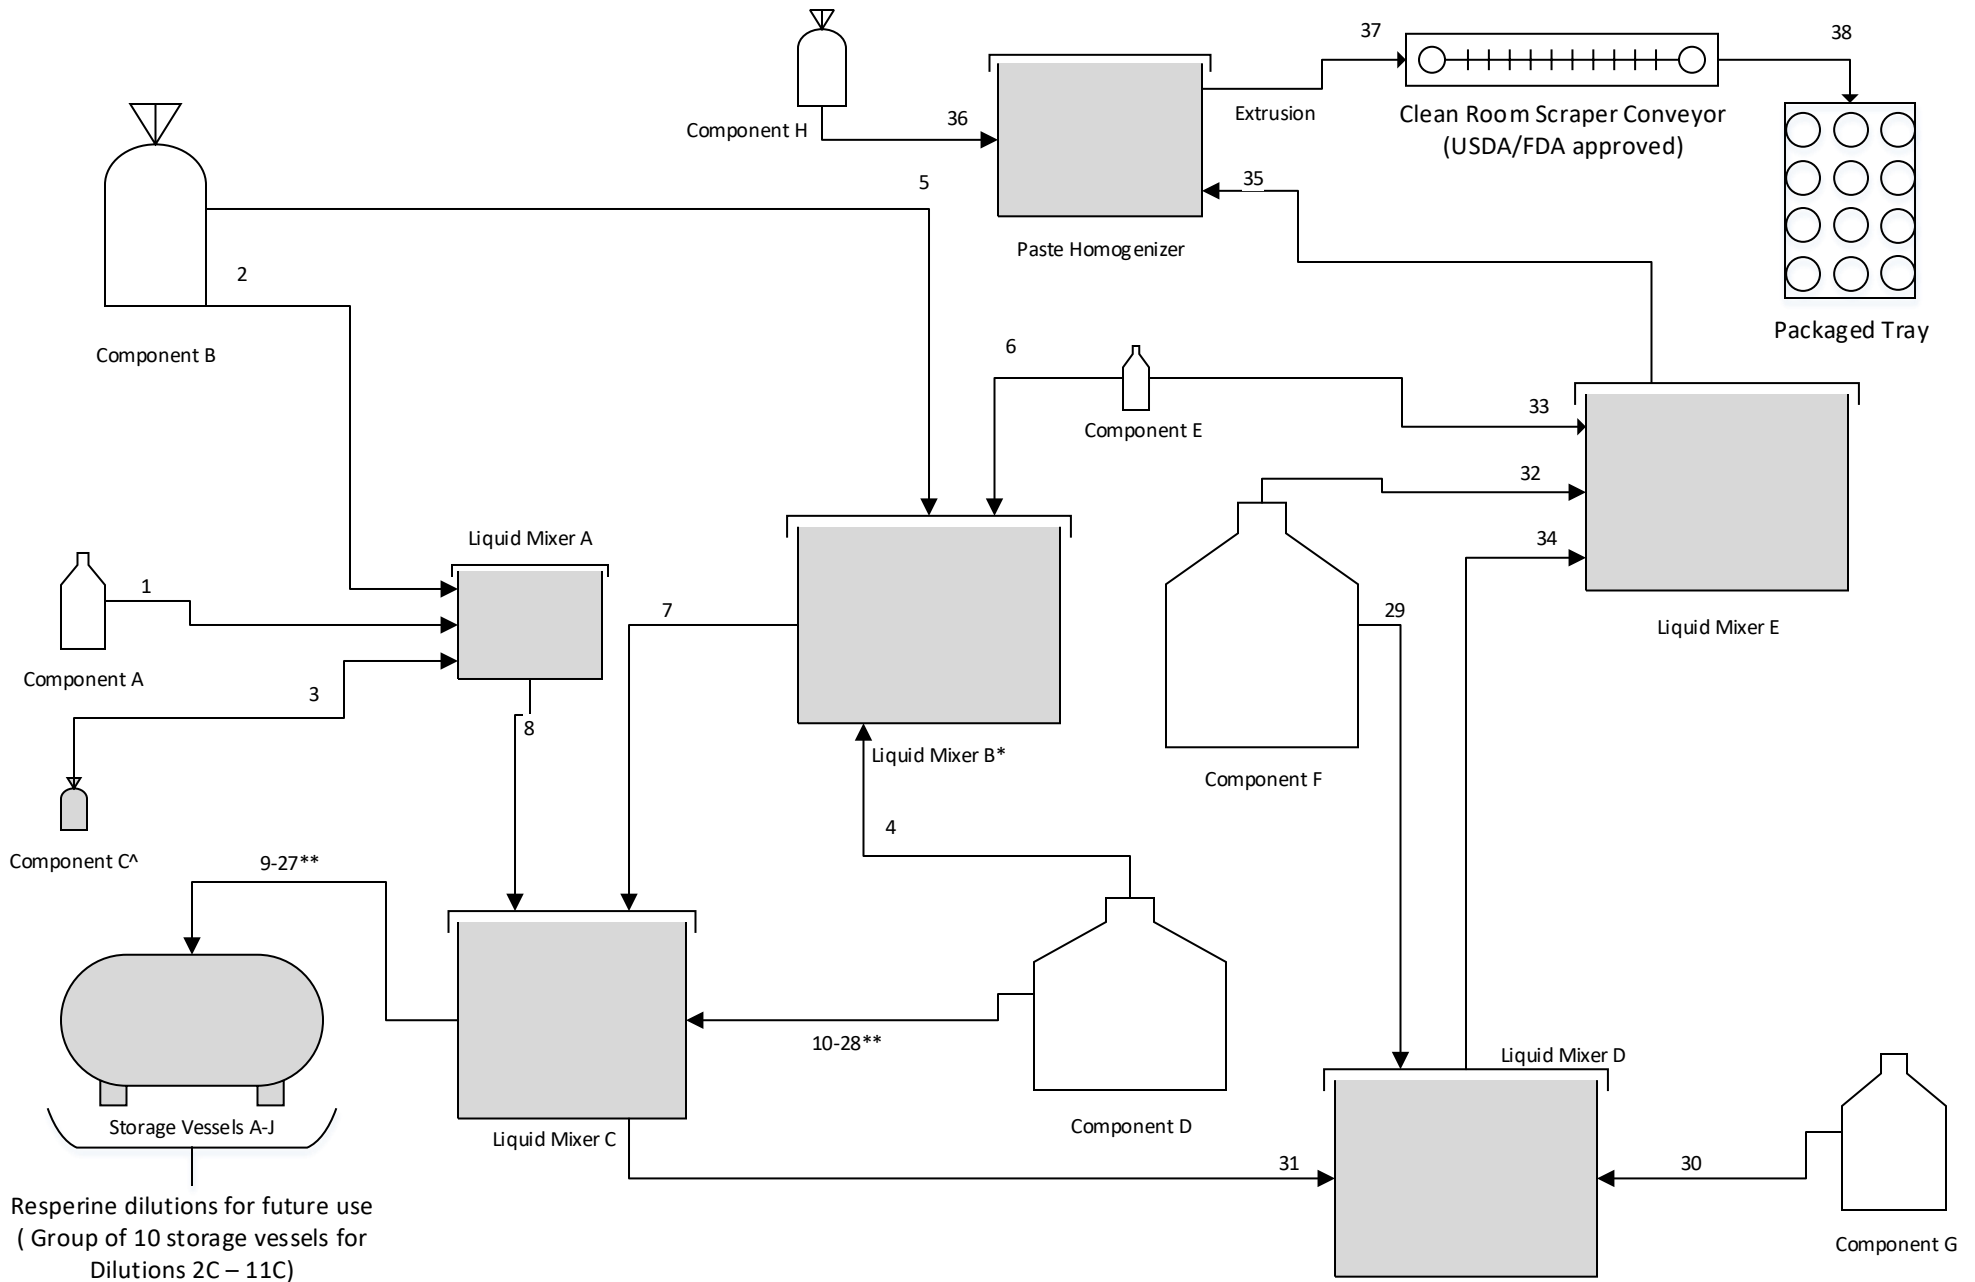 37
38
Component H
36
Extrusion
Clean Room Scraper Conveyor
(USDA/FDA approved)
5
35
Paste Homogenizer
2
Packaged Tray
Component B
6
Component E
33
32
34
Liquid Mixer A
1
7
29
Liquid Mixer E
Component A
3
8
Liquid Mixer B*
Component F
4
Component C^
9-27**
10-28**
Liquid Mixer D
Storage Vessels A-J
Liquid Mixer C
Component D
31
30
Resperine dilutions for future use
( Group of 10 storage vessels for
Dilutions 2C – 11C)
Component G